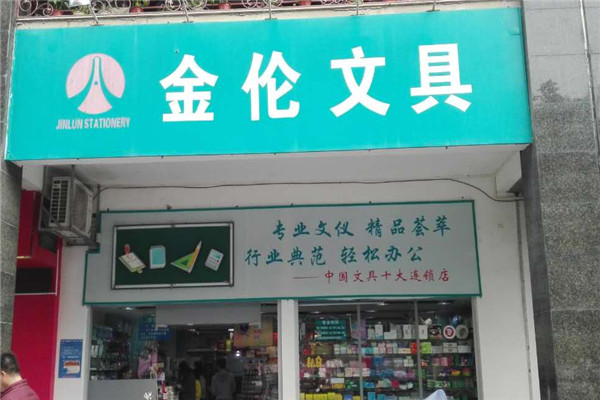 金伦文具
JINLUN STATIONERY
专业文仪 精品荟萃
行业典范 轻松办公
——中国文具十大连锁店